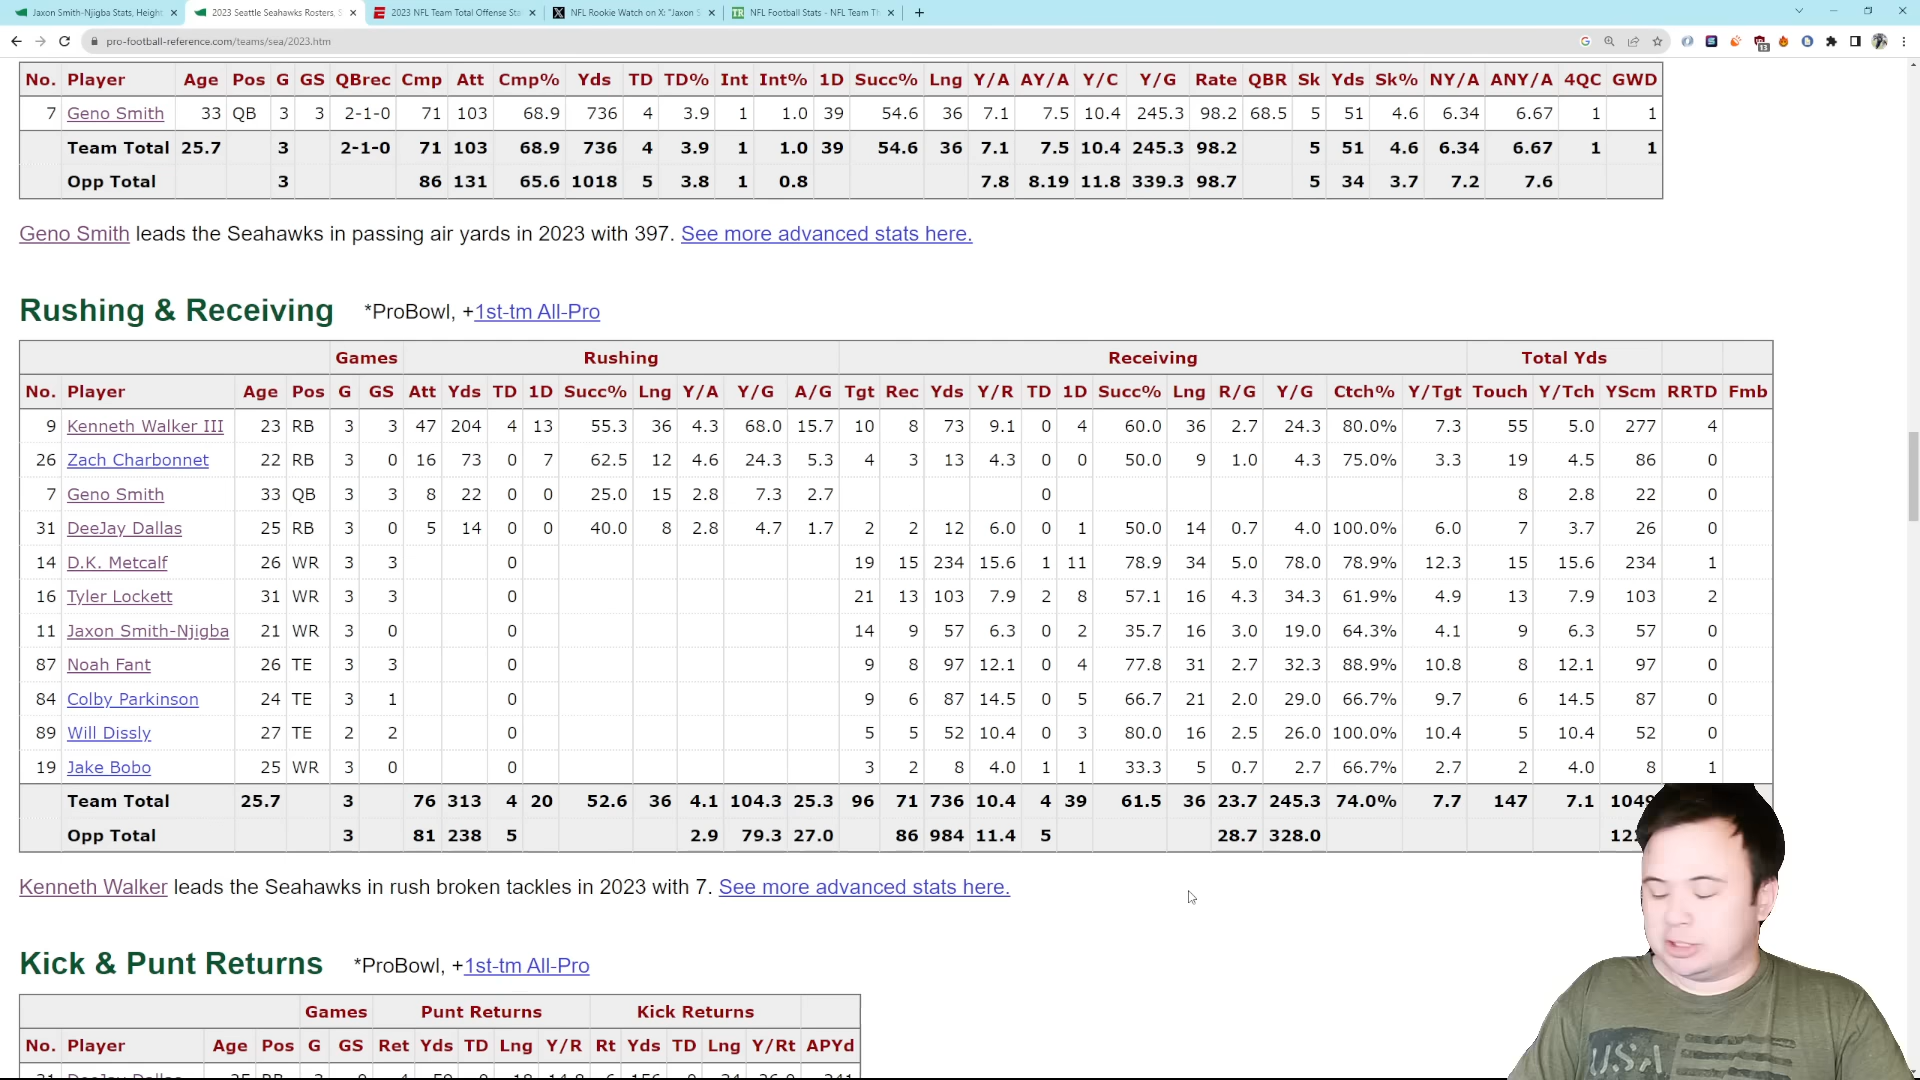 Jaxon Smith-Njigba Stats, Height
2023 Seattle Seahawks Rosters, S
2023 NFL Team Total Offense Sta
NFL Rookie Watch on X: "Jaxon S
NFL Football Stats - NFL Team T
pro-football-reference.com/teams/sea/2023.htm
No. Player Age Pos G GS QBrec Cmp Att Cmp% Yds TD TD% Int Int% 1D Succ% Lng Y/A AY/A Y/C Y/G Rate QBR Sk Yds Sk% NY/A ANY/A 4QC GWD
7 Geno Smith 33 QB 3 3 2-1-0 71 103 68.9 736 4 3.9 1 1.0 39 54.6 36 7.1 7.5 10.4 245.3 98.2 68.5 5 51 4.6 6.34 6.67 1 1
Team Total 25.7 3 2-1-0 71 103 68.9 736 4 3.9 1 1.0 39 54.6 36 7.1 7.5 10.4 245.3 98.2 5 51 4.6 6.34 6.67 1 1
Opp Total 3 86 131 65.6 1018 5 3.8 1 0.8 7.8 8.19 11.8 339.3 98.7 5 34 3.7 7.2 7.6
Geno Smith leads the Seahawks in passing air yards in 2023 with 397. See more advanced stats here.
Rushing & Receiving *ProBowl, +1st-tm All-Pro
Games Rushing Receiving Total Yds
No. Player Age Pos G GS Att Yds TD 1D Succ% Lng Y/A Y/G A/G Tgt Rec Yds Y/R TD 1D Succ% Lng R/G Y/G Ctch% Y/Tgt Touch Y/Tch YScm RRTD Fmb
9 Kenneth Walker III 23 RB 3 3 47 204 4 13 55.3 36 4.3 68.0 15.7 10 8 73 9.1 0 4 60.0 36 2.7 24.3 80.0% 7.3 55 5.0 277 4
26 Zach Charbonnet 22 RB 3 0 16 73 0 7 62.5 12 4.6 24.3 5.3 4 3 13 4.3 0 0 50.0 9 1.0 4.3 75.0% 3.3 19 4.5 86 0
7 Geno Smith 33 QB 3 3 8 22 0 0 25.0 15 2.8 7.3 2.7 0 8 2.8 22 0
31 DeeJay Dallas 25 RB 3 0 5 14 0 0 40.0 8 2.8 4.7 1.7 2 2 12 6.0 0 1 50.0 14 0.7 4.0 100.0% 6.0 7 3.7 26 0
14 D.K. Metcalf 26 WR 3 3 0 19 15 234 15.6 1 11 78.9 34 5.0 78.0 78.9% 12.3 15 15.6 234 1
16 Tyler Lockett 31 WR 3 3 0 21 13 103 7.9 2 8 57.1 16 4.3 34.3 61.9% 4.9 13 7.9 103 2
11 Jaxon Smith-Njigba 21 WR 3 0 0 14 9 57 6.3 0 2 35.7 16 3.0 19.0 64.3% 4.1 9 6.3 57 0
87 Noah Fant 26 TE 3 3 0 9 8 97 12.1 0 4 77.8 31 2.7 32.3 88.9% 10.8 8 12.1 97 0
84 Colby Parkinson 24 TE 3 1 0 9 6 87 14.5 0 5 66.7 21 2.0 29.0 66.7% 9.7 6 14.5 87 0
89 Will Dissly 27 TE 2 2 0 5 5 52 10.4 0 3 80.0 16 2.5 26.0 100.0% 10.4 5 10.4 52 0
19 Jake Bobo 25 WR 3 0 0 3 2 8 4.0 1 1 33.3 5 0.7 2.7 66.7% 2.7 2 4.0 8 1
Team Total 25.7 3 76 313 4 20 52.6 36 4.1 104.3 25.3 96 71 736 10.4 4 39 61.5 36 23.7 245.3 74.0% 7.7 147 7.1 1049
Opp Total 3 81 238 5 2.9 79.3 27.0 86 984 11.4 5 28.7 328.0
Kenneth Walker leads the Seahawks in rush broken tackles in 2023 with 7. See more advanced stats here.
Kick & Punt Returns *ProBowl, +1st-tm All-Pro
Games Punt Returns Kick Returns
No. Player Age Pos G GS Ret Yds TD Lng Y/R Rt Yds TD Lng Y/Rt APYd
USA